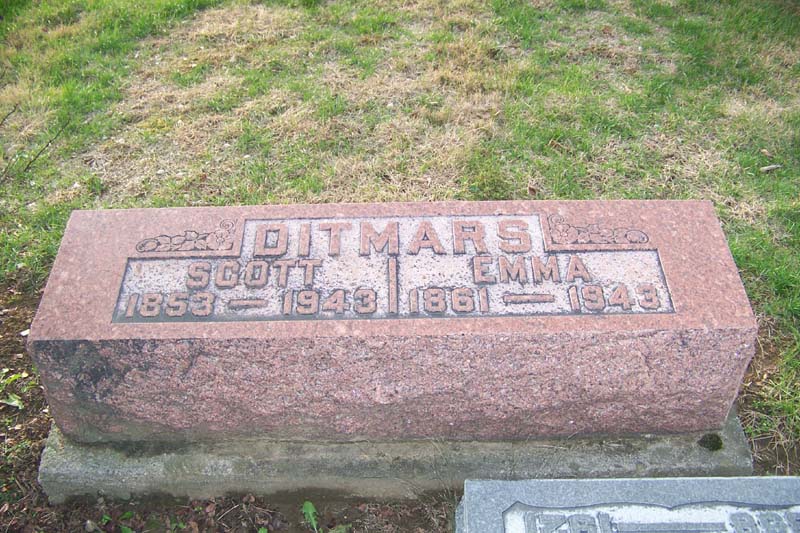 DITMARS
SCOTT EMMA
1853 — 1943 1861 — 1943